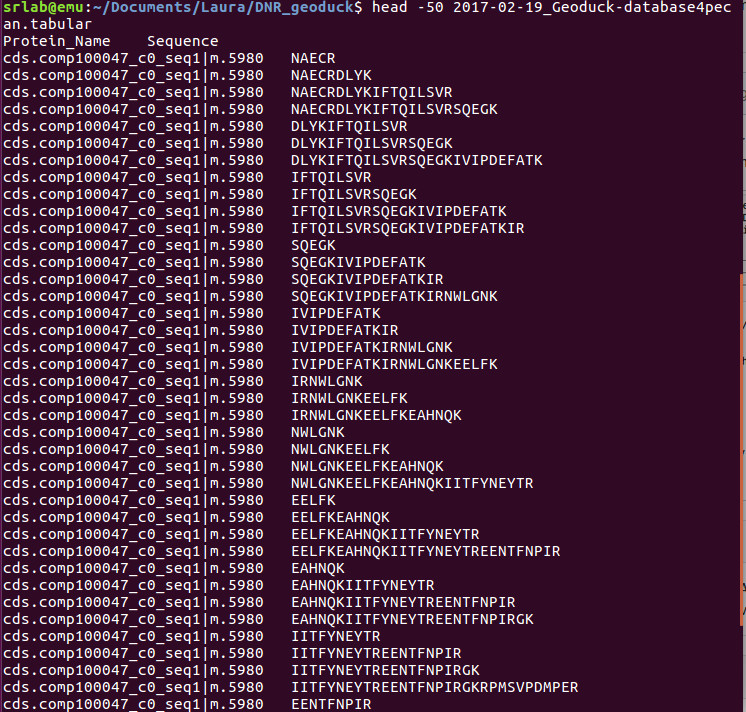 srlab@emu:~/Documents/Laura/DNR_geoduck$ head -50 2017-02-19_Geoduck-database4pec
an.tabular
Protein_Name    Sequence
cds.comp100047_c0_seq1|m.5980   NAECR
cds.comp100047_c0_seq1|m.5980   NAECRDLYK
cds.comp100047_c0_seq1|m.5980   NAECRDLYKIFTQILSVR
cds.comp100047_c0_seq1|m.5980   NAECRDLYKIFTQILSVRSQEGK
cds.comp100047_c0_seq1|m.5980   DLYKIFTQILSVR
cds.comp100047_c0_seq1|m.5980   DLYKIFTQILSVRSQEGK
cds.comp100047_c0_seq1|m.5980   DLYKIFTQILSVRSQEGKIVIPDEFATK
cds.comp100047_c0_seq1|m.5980   IFTQILSVR
cds.comp100047_c0_seq1|m.5980   IFTQILSVRSQEGK
cds.comp100047_c0_seq1|m.5980   IFTQILSVRSQEGKIVIPDEFATK
cds.comp100047_c0_seq1|m.5980   IFTQILSVRSQEGKIVIPDEFATKIR
cds.comp100047_c0_seq1|m.5980   SQEGK
cds.comp100047_c0_seq1|m.5980   SQEGKIVIPDEFATK
cds.comp100047_c0_seq1|m.5980   SQEGKIVIPDEFATKIR
cds.comp100047_c0_seq1|m.5980   SQEGKIVIPDEFATKIRNWLGNK
cds.comp100047_c0_seq1|m.5980   IVIPDEFATK
cds.comp100047_c0_seq1|m.5980   IVIPDEFATKIR
cds.comp100047_c0_seq1|m.5980   IVIPDEFATKIRNWLGNK
cds.comp100047_c0_seq1|m.5980   IVIPDEFATKIRNWLGNKEELFK
cds.comp100047_c0_seq1|m.5980   IRNWLGNK
cds.comp100047_c0_seq1|m.5980   IRNWLGNKEELFK
cds.comp100047_c0_seq1|m.5980   IRNWLGNKEELFKEAHNQK
cds.comp100047_c0_seq1|m.5980   NWLGNK
cds.comp100047_c0_seq1|m.5980   NWLGNKEELFK
cds.comp100047_c0_seq1|m.5980   NWLGNKEELFKEAHNQK
cds.comp100047_c0_seq1|m.5980   NWLGNKEELFKEAHNQKIITFYNEYTR
cds.comp100047_c0_seq1|m.5980   EELFK
cds.comp100047_c0_seq1|m.5980   EELFKEAHNQK
cds.comp100047_c0_seq1|m.5980   EELFKEAHNQKIITFYNEYTR
cds.comp100047_c0_seq1|m.5980   EELFKEAHNQKIITFYNEYTREENTFNPIR
cds.comp100047_c0_seq1|m.5980   EAHNQK
cds.comp100047_c0_seq1|m.5980   EAHNQKIITFYNEYTR
cds.comp100047_c0_seq1|m.5980   EAHNQKIITFYNEYTREENTFNPIR
cds.comp100047_c0_seq1|m.5980   EAHNQKIITFYNEYTREENTFNPIRGK
cds.comp100047_c0_seq1|m.5980   IITFYNEYTR
cds.comp100047_c0_seq1|m.5980   IITFYNEYTREENTFNPIR
cds.comp100047_c0_seq1|m.5980   IITFYNEYTREENTFNPIRGK
cds.comp100047_c0_seq1|m.5980   IITFYNEYTREENTFNPIRGKRPMSVPDMPER
cds.comp100047_c0_seq1|m.5980   EENTFNPIR